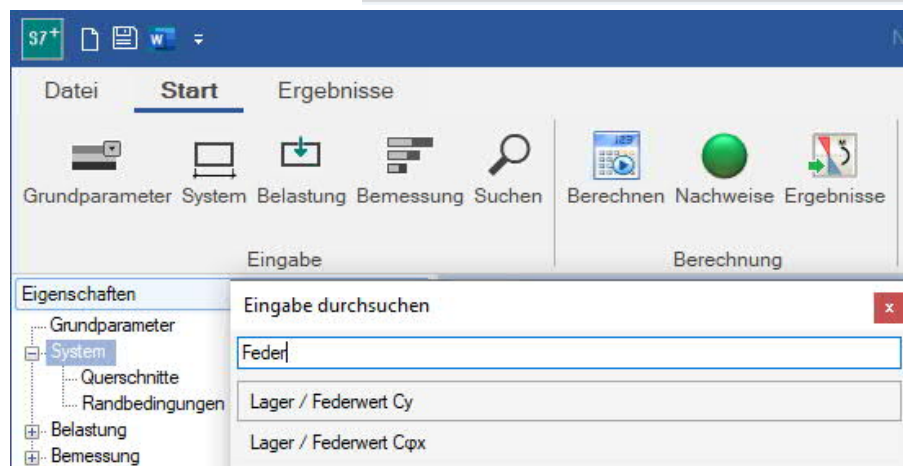 S7+
w
N
Datei Start Ergebnisse
123
Grundparameter System Belastung Bemessung Suchen Berechnen Nachweise Ergebnisse
Eingabe Berechnung
Eigenschaften
Grundparameter
System
Querschnitte
Randbedingungen
Belastung
Bemessung
Eingabe durchsuchen x
Feder
Lager / Federwert Cy
Lager / Federwert Cφx